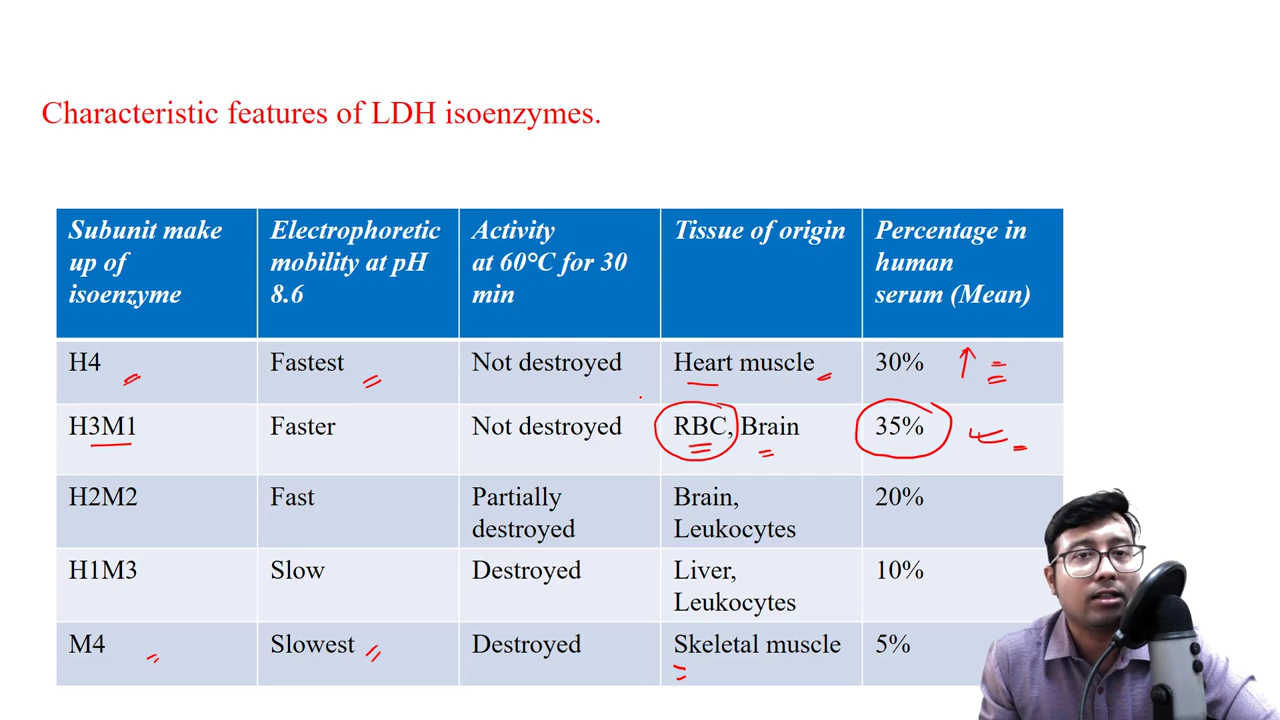 Characteristic features of LDH isoenzymes.
Subunit make
up of
isoenzyme
Electrophoretic
mobility at pH
8.6
Activity
at 60°C for 30
min
Tissue of origin
Percentage in
human
serum (Mean)
H4
Fastest
Not destroyed
Heart muscle
30%
H3M1
Faster
Not destroyed
RBC, Brain
35%
H2M2
Fast
Partially
destroyed
Brain,
Leukocytes
20%
H1M3
Slow
Destroyed
Liver,
Leukocytes
10%
M4
Slowest
Destroyed
Skeletal muscle
5%